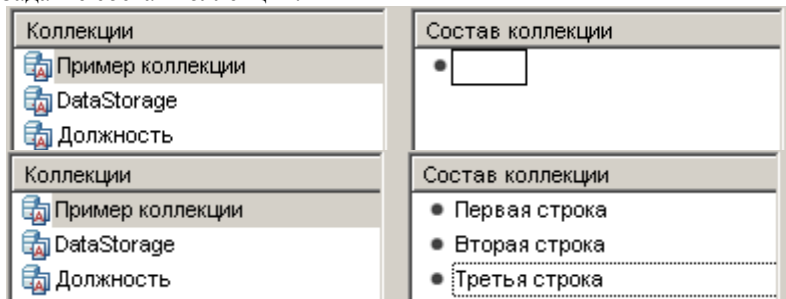 Коллекции Состав коллекции
Пример коллекции
DataStorage
Должность
Коллекции Состав коллекции
Пример коллекции Первая строка
DataStorage Вторая строка
Должность Третья строка